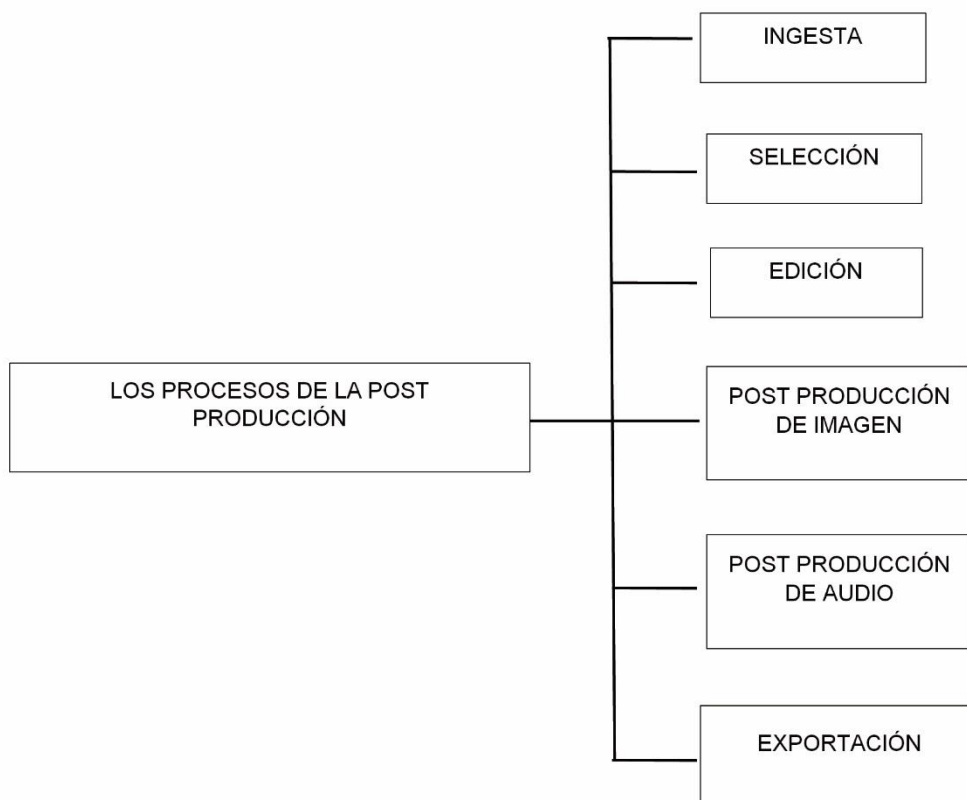 INGESTA
SELECCIÓN
EDICIÓN
LOS PROCESOS DE LA POST
PRODUCCIÓN
POST PRODUCCIÓN
DE IMAGEN
POST PRODUCCIÓN
DE AUDIO
EXPORTACIÓN